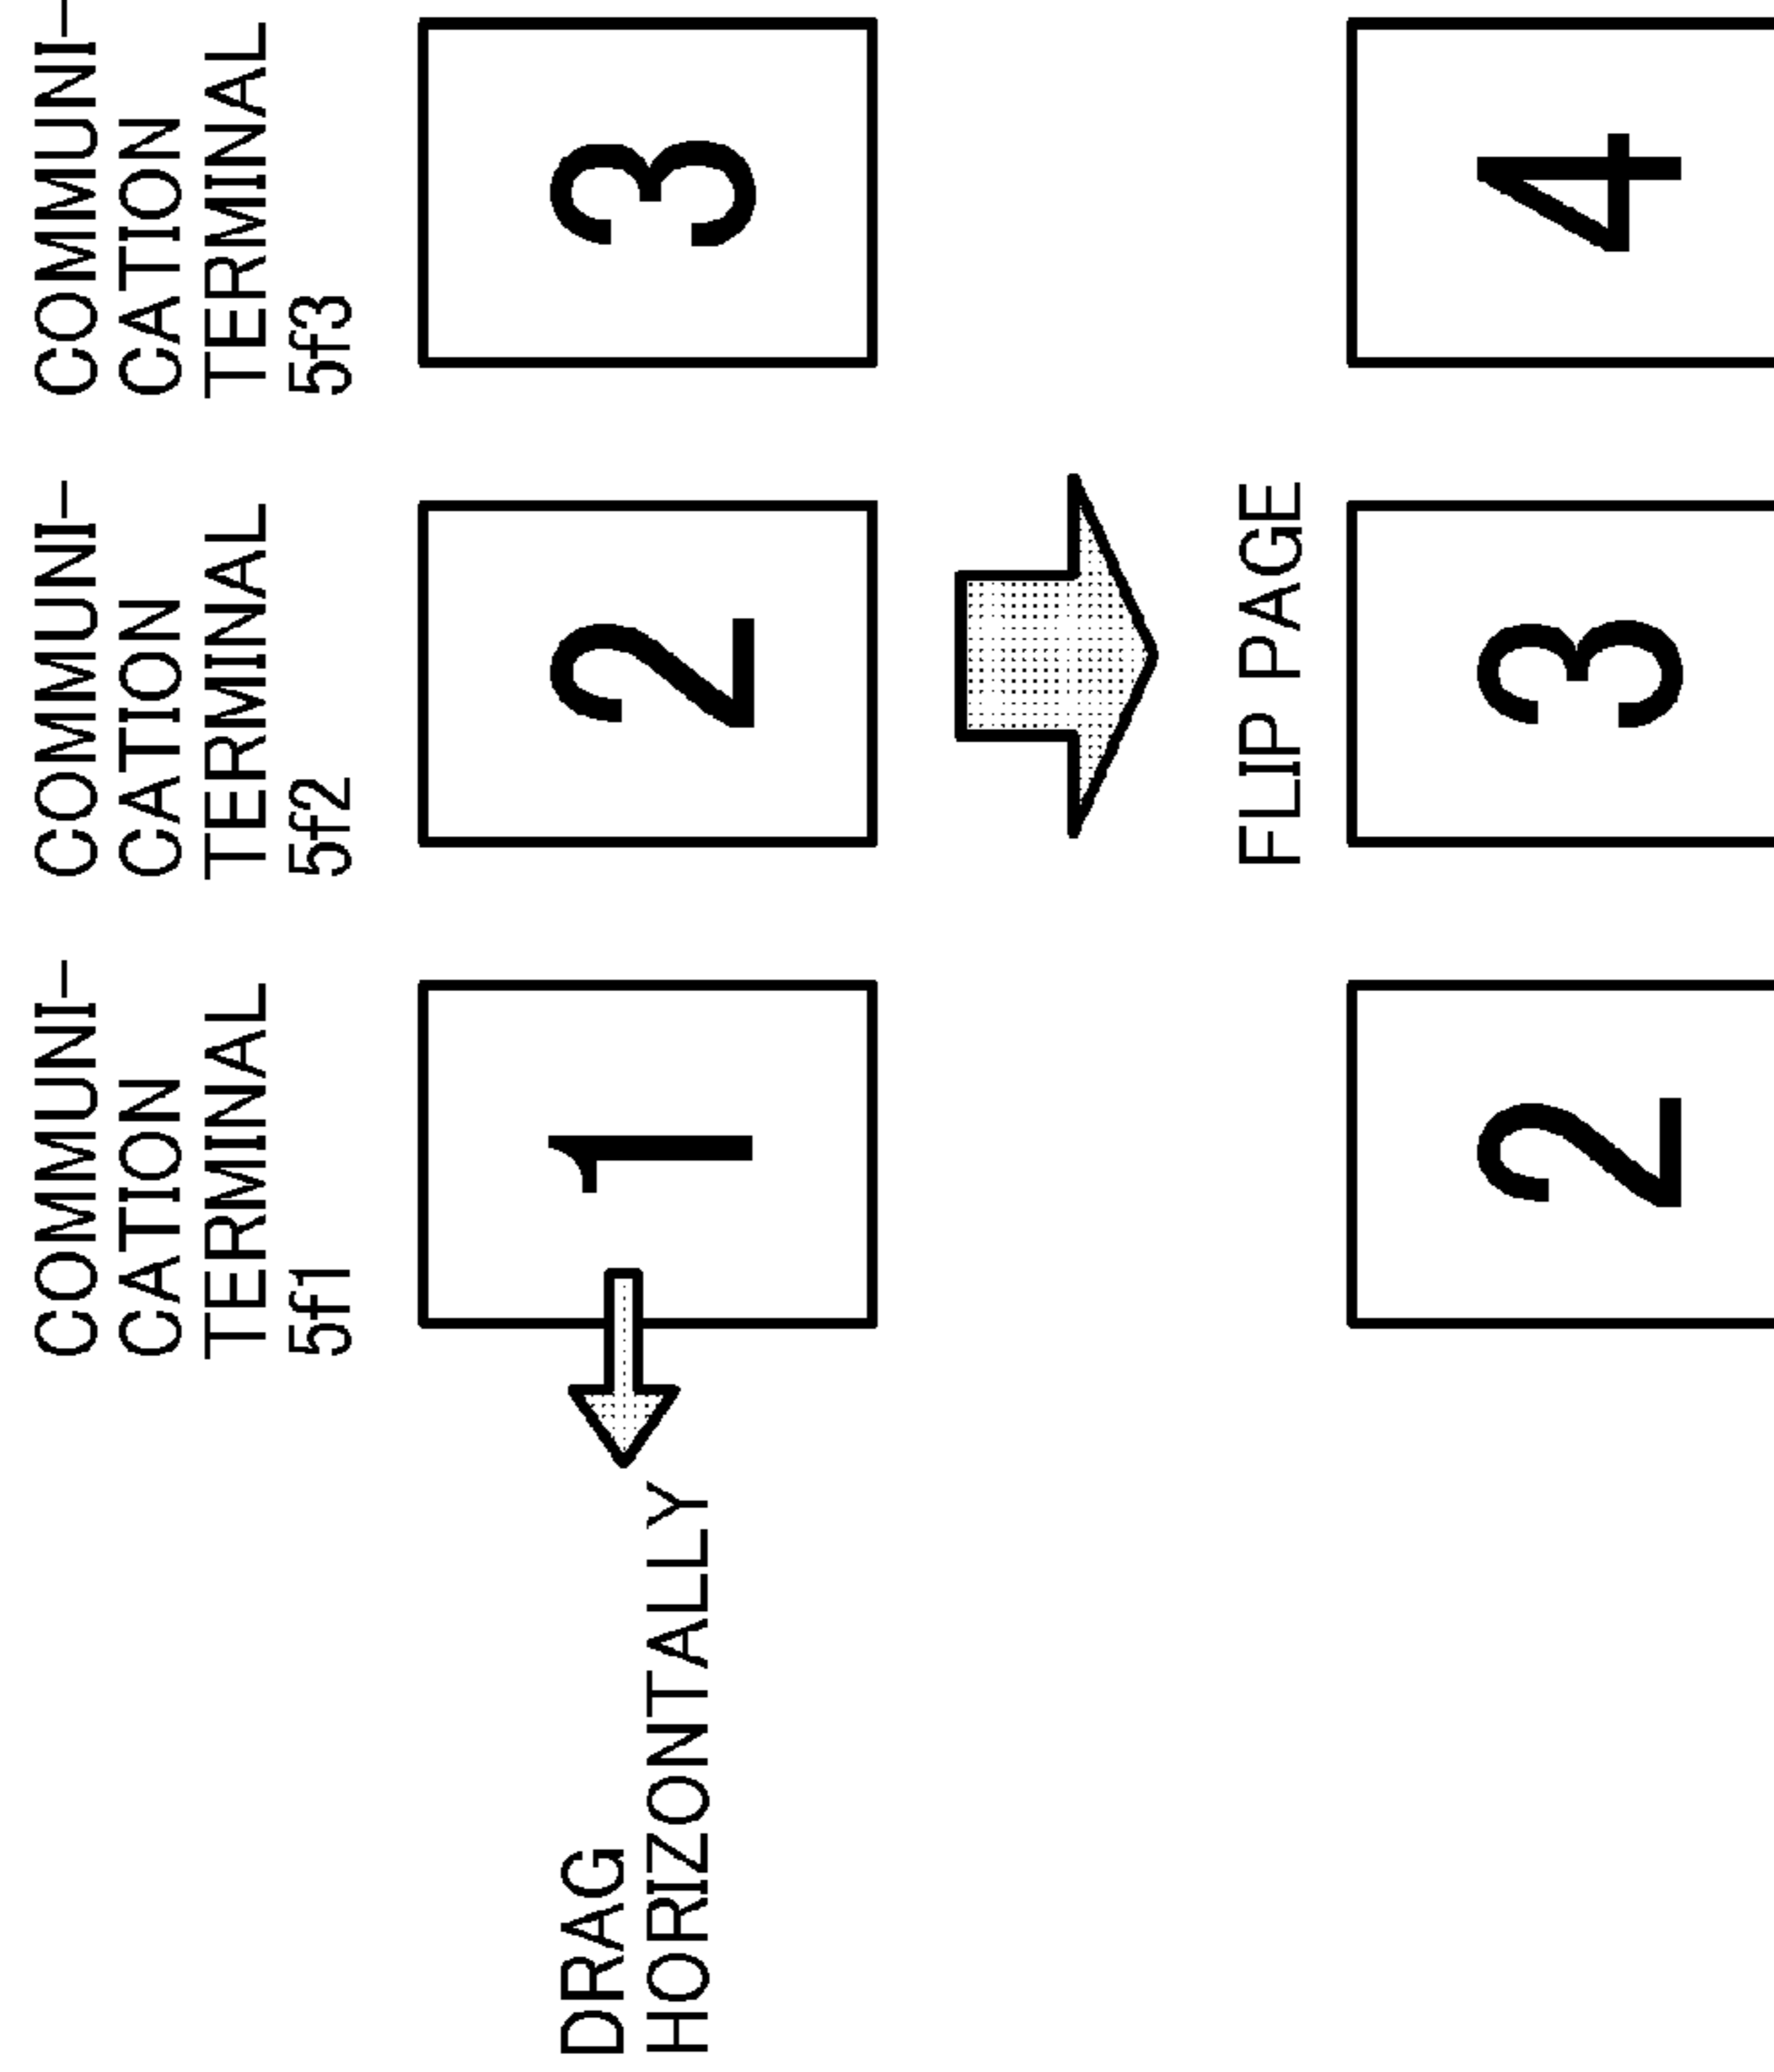 COMMUNI-
CATION
TERMINAL
5f1
COMMUNI-
CATION
TERMINAL
5f2
COMMUNI-
CATION
TERMINAL
5f3
DRAG
HORIZONTALLY
1
2
3
FLIP PAGE
2
3
4